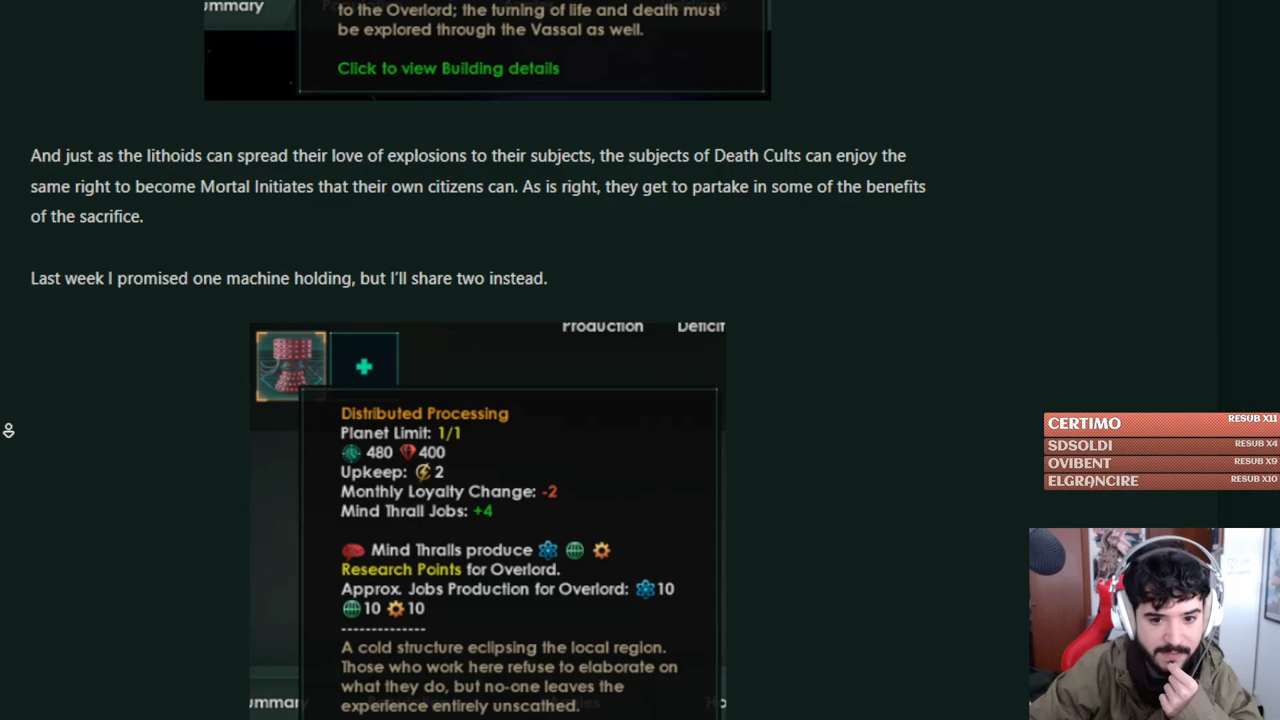 ummary
to the Overlord; the turning of life and death must
be explored through the Vassal as well.
Click to view Building details
And just as the lithoids can spread their love of explosions to their subjects, the subjects of Death Cults can enjoy the
same right to become Mortal Initiates that their own citizens can. As is right, they get to partake in some of the benefits
of the sacrifice.
Last week I promised one machine holding, but I'll share two instead.
Production Deficit
Distributed Processing
Planet Limit: 1/1
480 400
Upkeep: 2
Monthly Loyalty Change: -2
Mind Thrall Jobs: +4
Mind Thralls produce
Research Points for Overlord.
Approx. Jobs Production for Overlord: 10
10 10
--------------
A cold structure eclipsing the local region.
Those who work here refuse to elaborate on
what they do, but no-one leaves the
experience entirely unscathed.
ummary
Ho
CERTIMO RESUB X11
SDSOLDI RESUB X4
OVIBENT RESUB X9
ELGRANCIRE RESUB X10